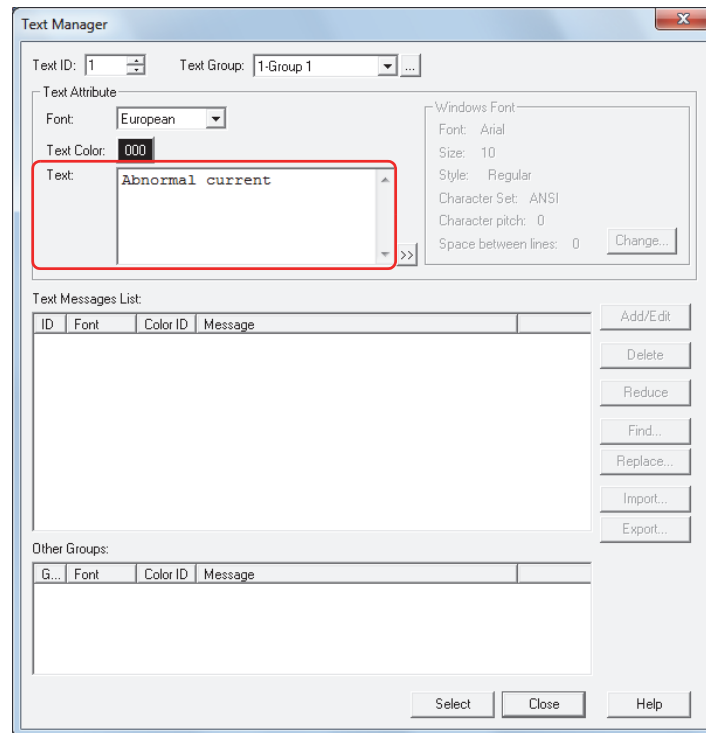 Text Manager
x
Text ID: 1 Text Group: 1-Group 1 ...
Text Attribute
Font: European
Text Color: 000
Text: Abnormal current
>>
Windows Font
Font: Arial
Size: 10
Style: Regular
Character Set: ANSI
Character pitch: 0
Space between lines: 0 Change...
Text Messages List:
ID Font Color ID Message
Add/Edit
Delete
Reduce
Find...
Replace...
Import...
Export...
Other Groups:
G... Font Color ID Message
Select Close Help